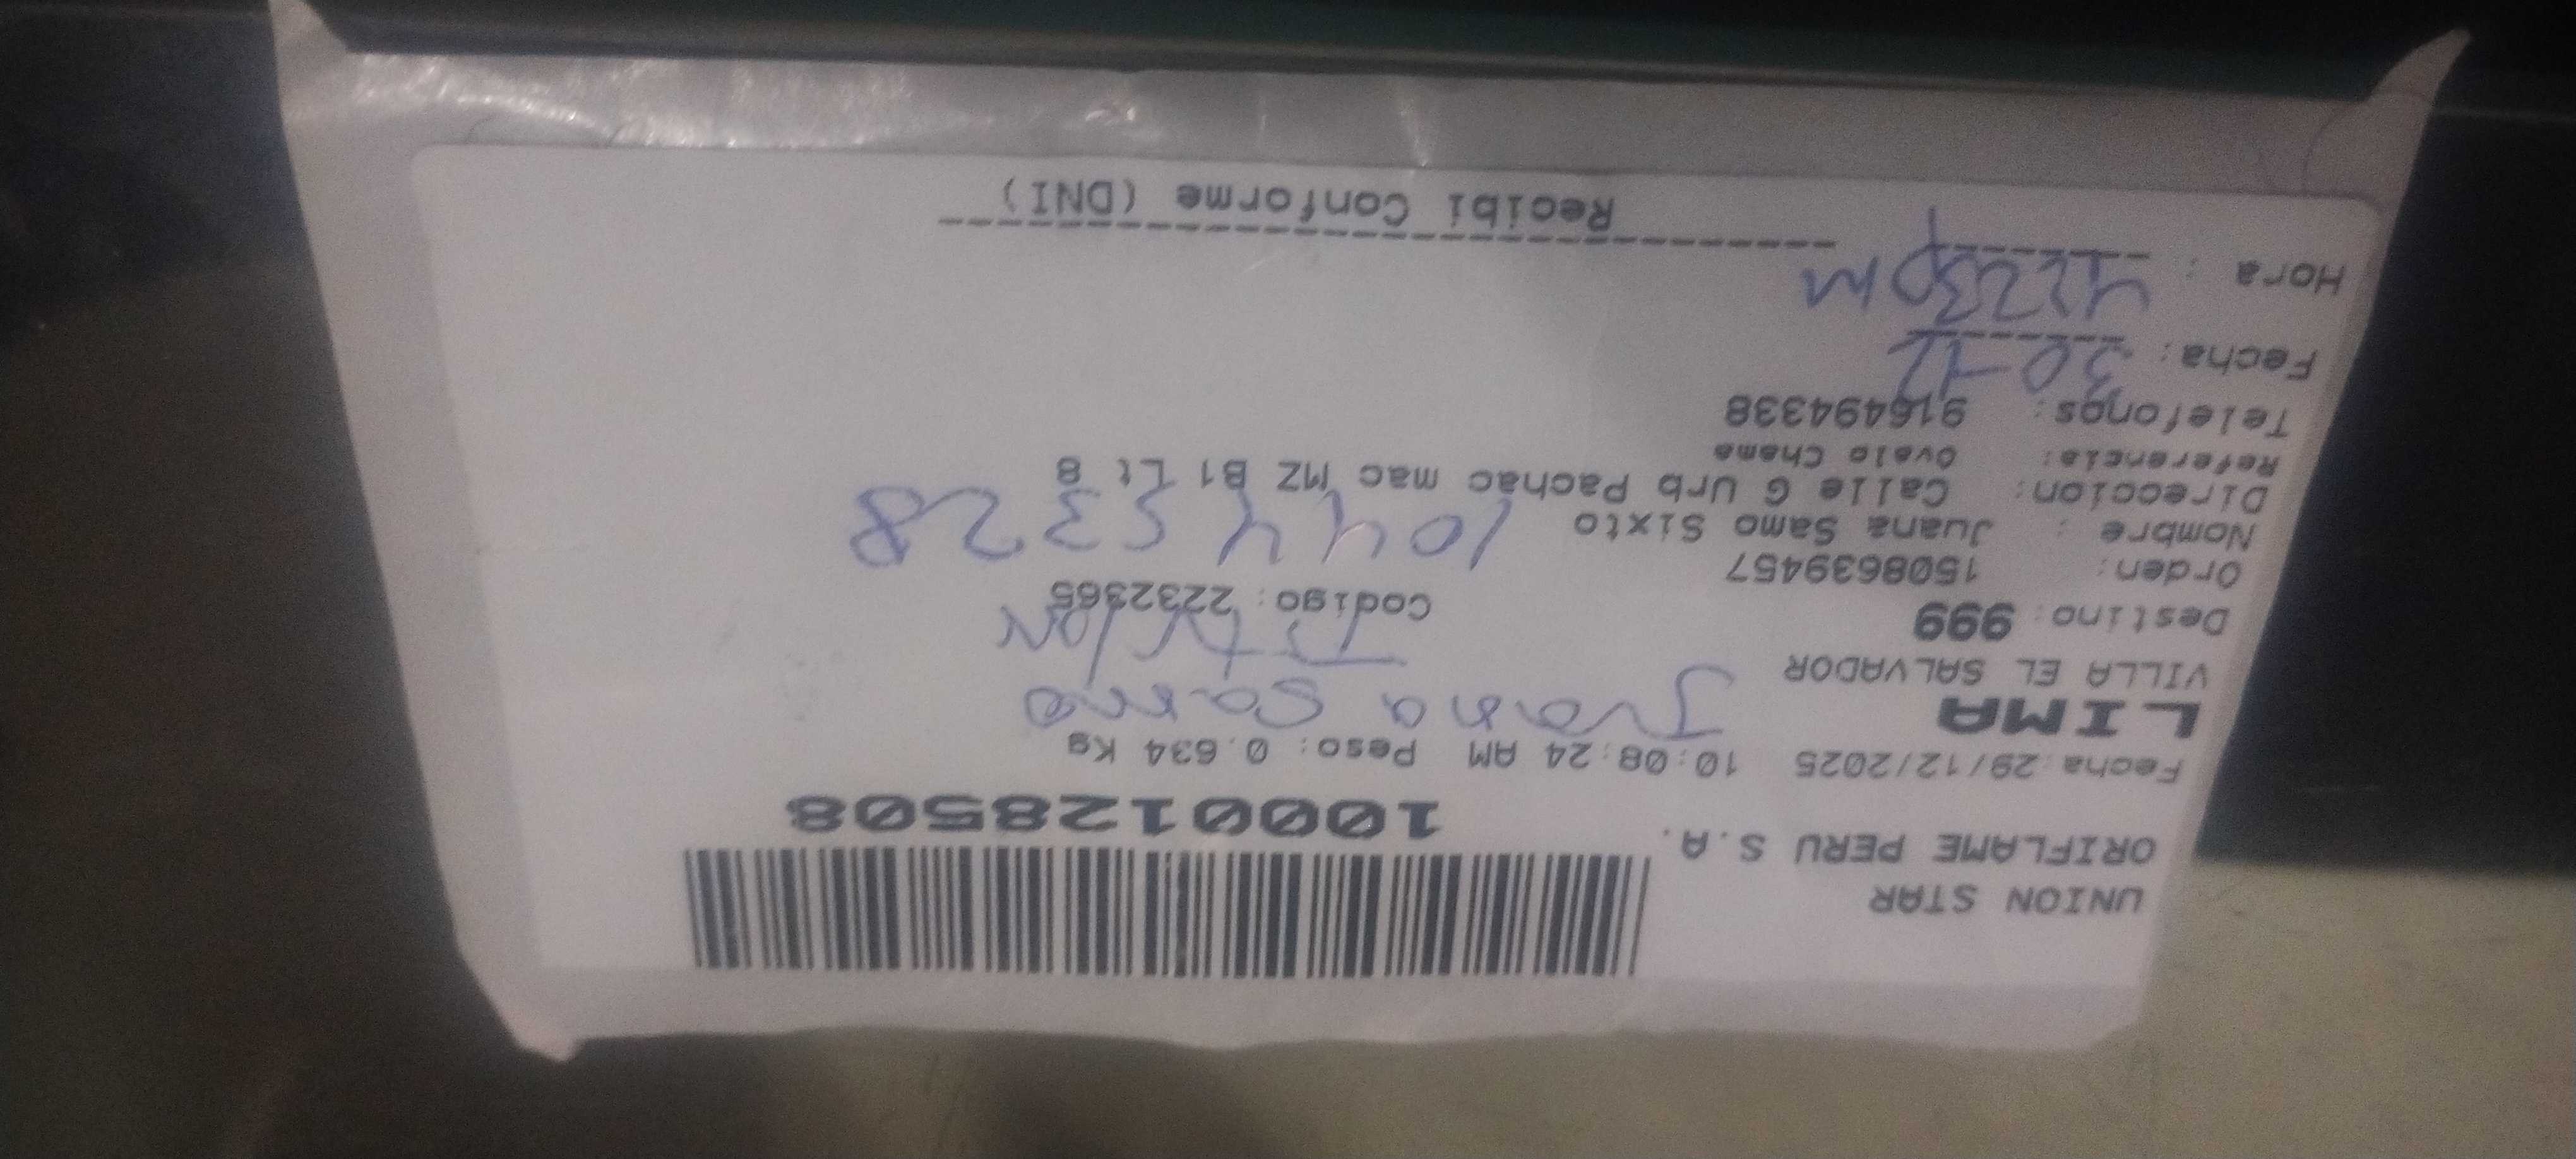 UNION STAR
ORIFLAME PERU S.A.
1000128508
Fecha:29/12/2025 10:08:24 AM Peso: 0.634 Kg
LIMA
Juana Samo
VILLA EL SALVADOR
Destino: 999
Codigo: 2232365
Orden: 1508639457
Nombre : Juana Samo Sixto
10445328
Direccion: Calle G Urb Pachac mac MZ B1 Lt 8
Referencia: Ovalo Chama
Telefonos: 916494338
Fecha: 30-12
Hora : 4:23pm
Recibi Conforme (DNI)